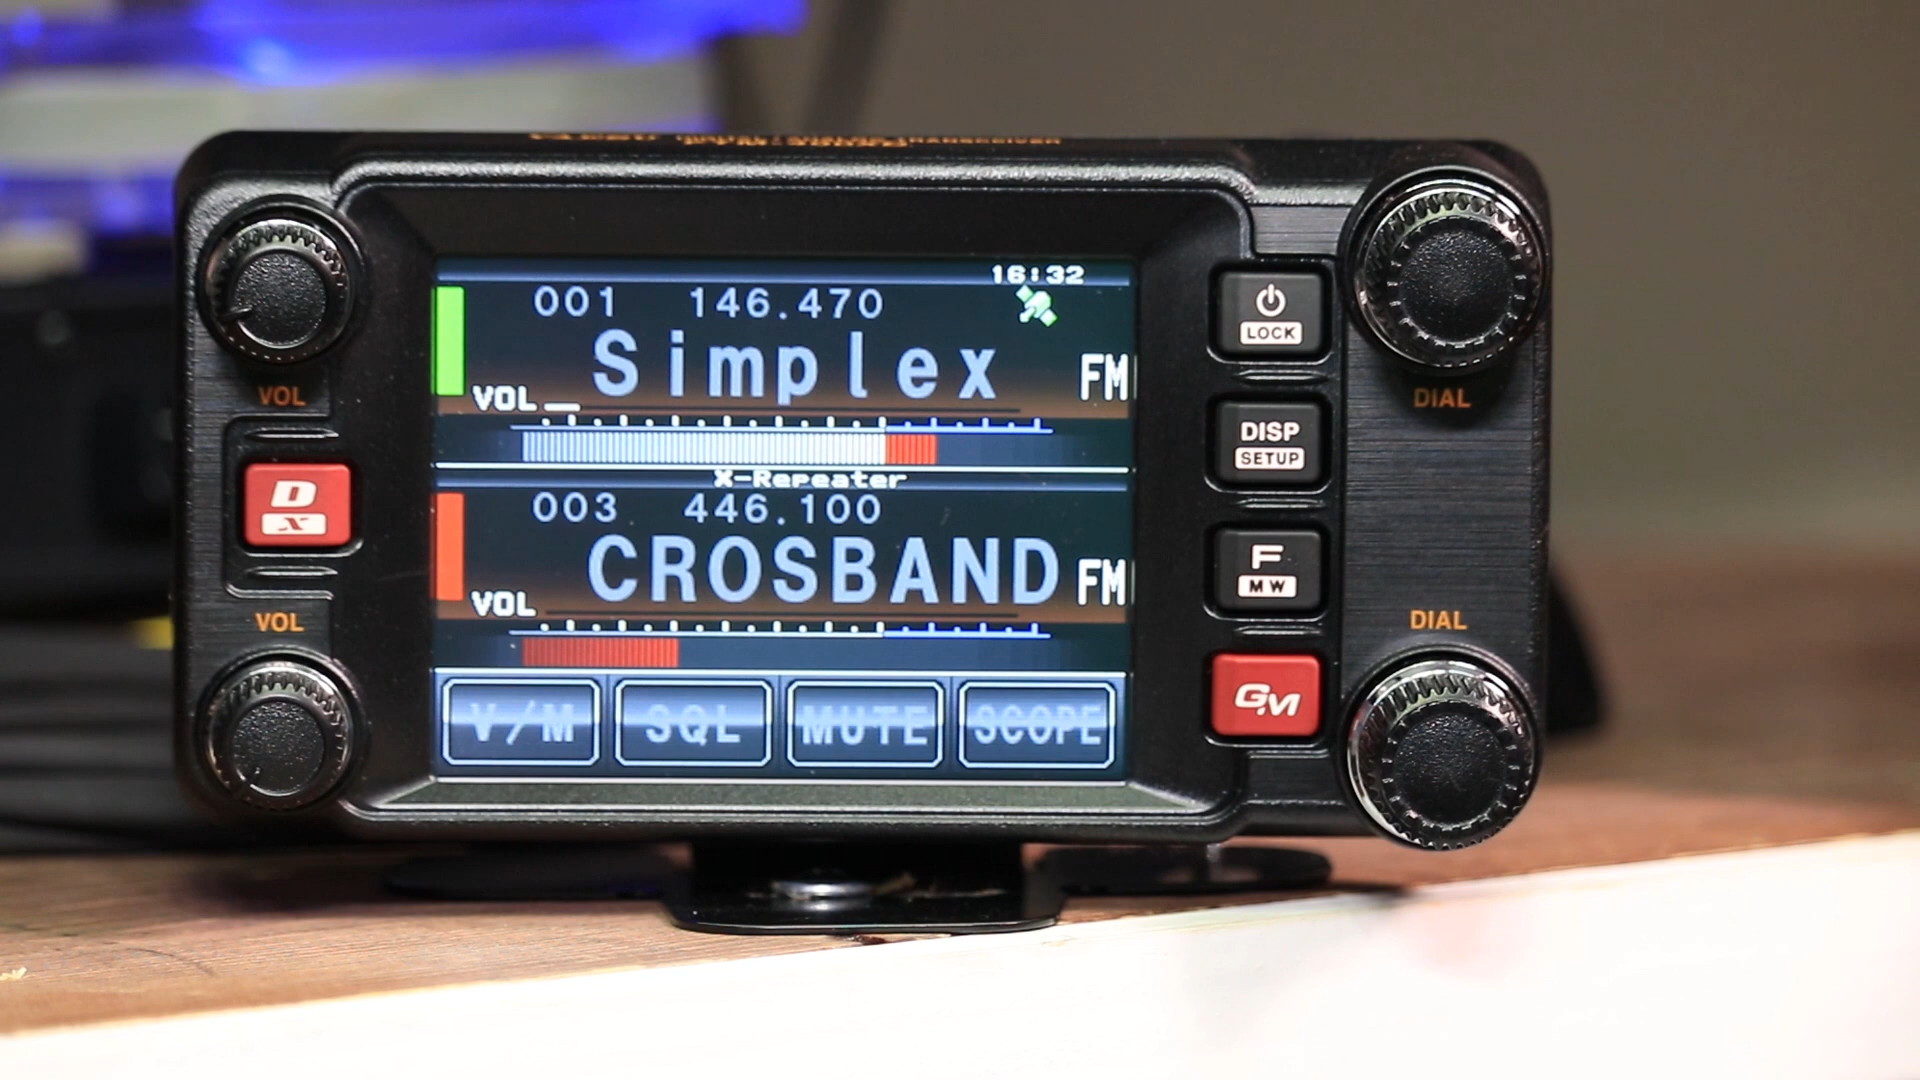 16:32
001 146.470
Simplex FM
VOL
X-Repeater
003 446.100
CROSBAND FM
VOL
V/M SQL MUTE SCOPE
VOL
D
X
VOL
LOCK
DISP
SETUP
F
MW
GM
DIAL
DIAL